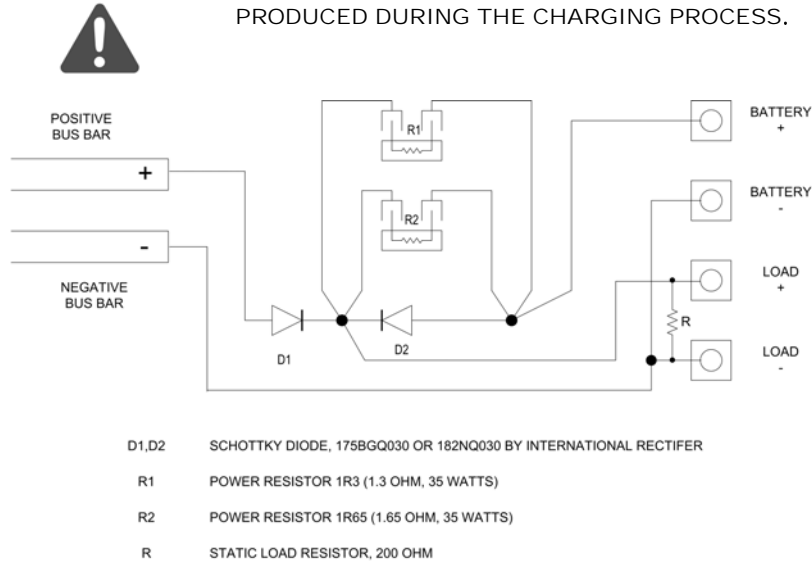 PRODUCED DURING THE CHARGING PROCESS.
POSITIVE
BUS BAR
+
-
NEGATIVE
BUS BAR
R1
R2
D1
D2
R
BATTERY
+
BATTERY
-
LOAD
+
LOAD
-
D1,D2 SCHOTTKY DIODE, 175BGQ030 OR 182NQ030 BY INTERNATIONAL RECTIFER
R1 POWER RESISTOR 1R3 (1.3 OHM, 35 WATTS)
R2 POWER RESISTOR 1R65 (1.65 OHM, 35 WATTS)
R STATIC LOAD RESISTOR, 200 OHM